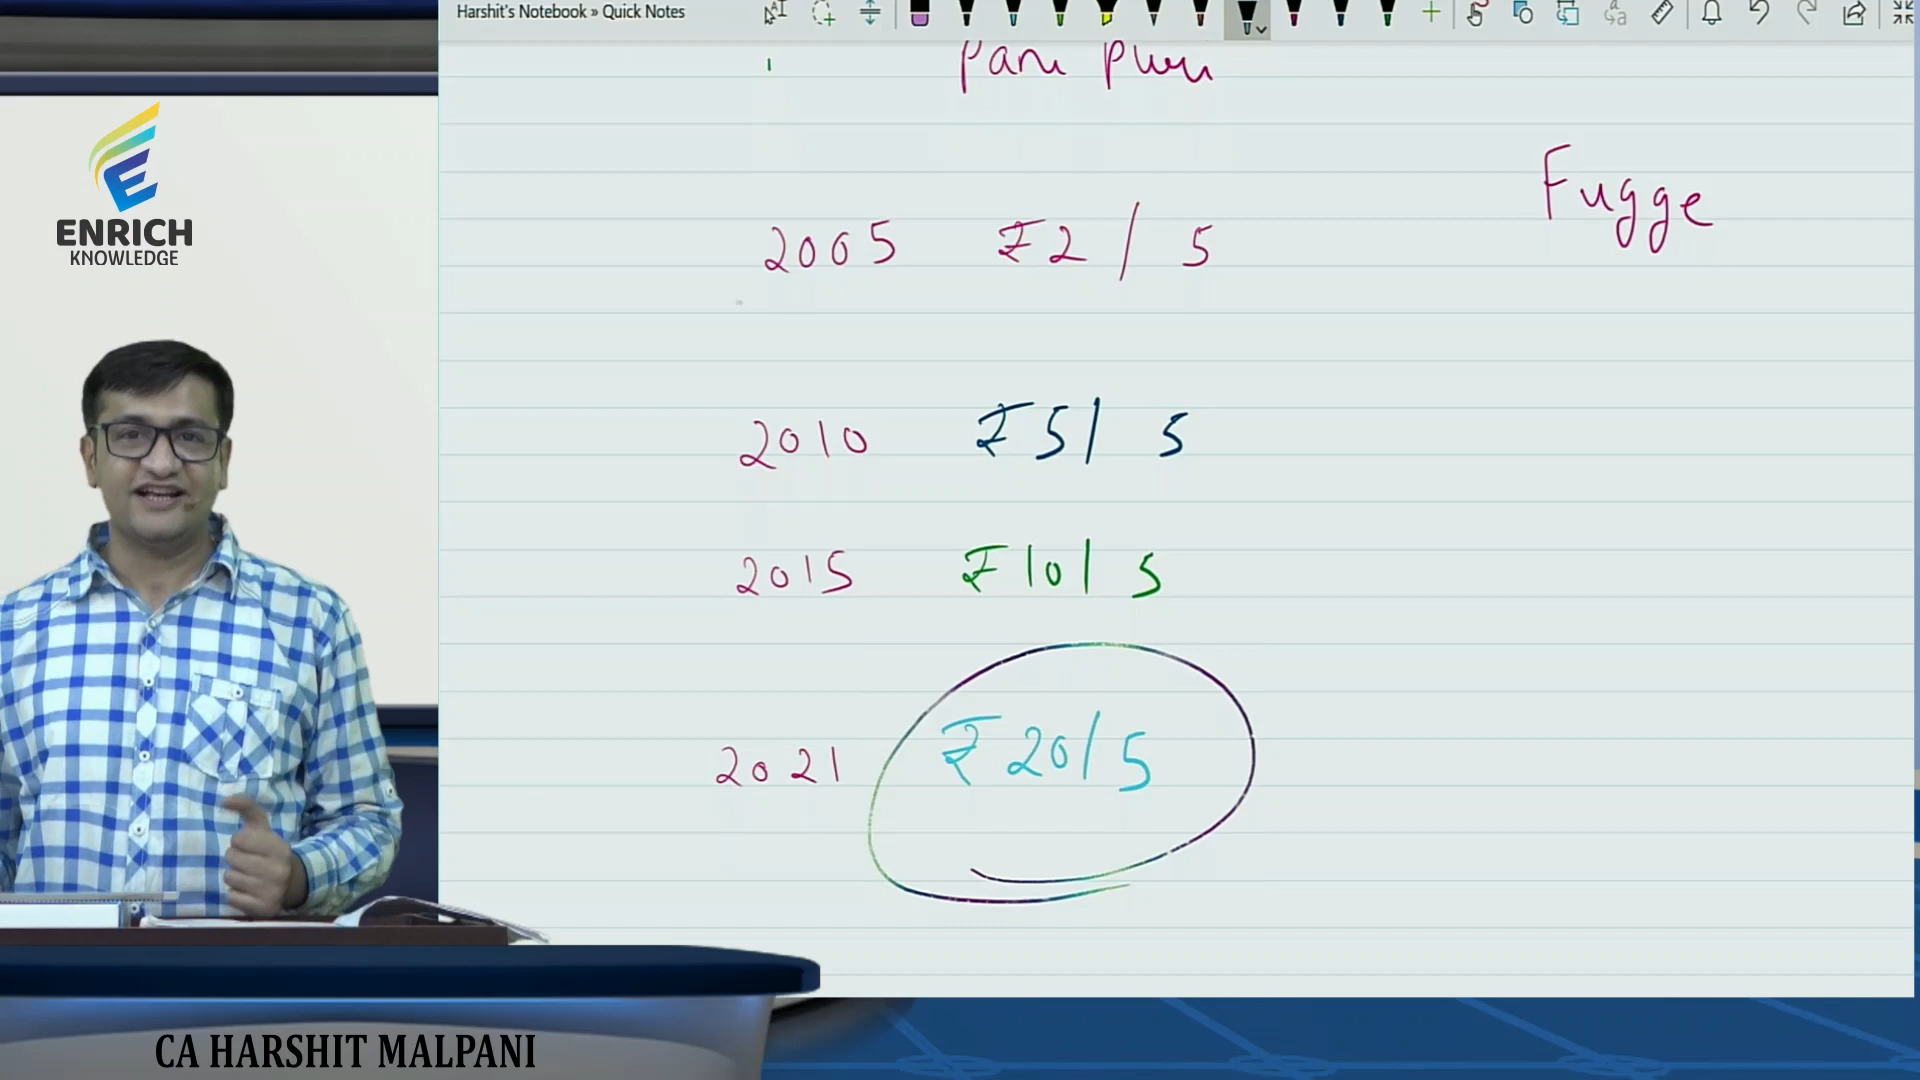 Harshit's Notebook » Quick Notes
Pani Puri
Fugge
2005 ₹2 / 5
2010 ₹5 / 5
2015 ₹10 / 5
2021 ₹20 / 5
ENRICH
KNOWLEDGE
CA HARSHIT MALPANI